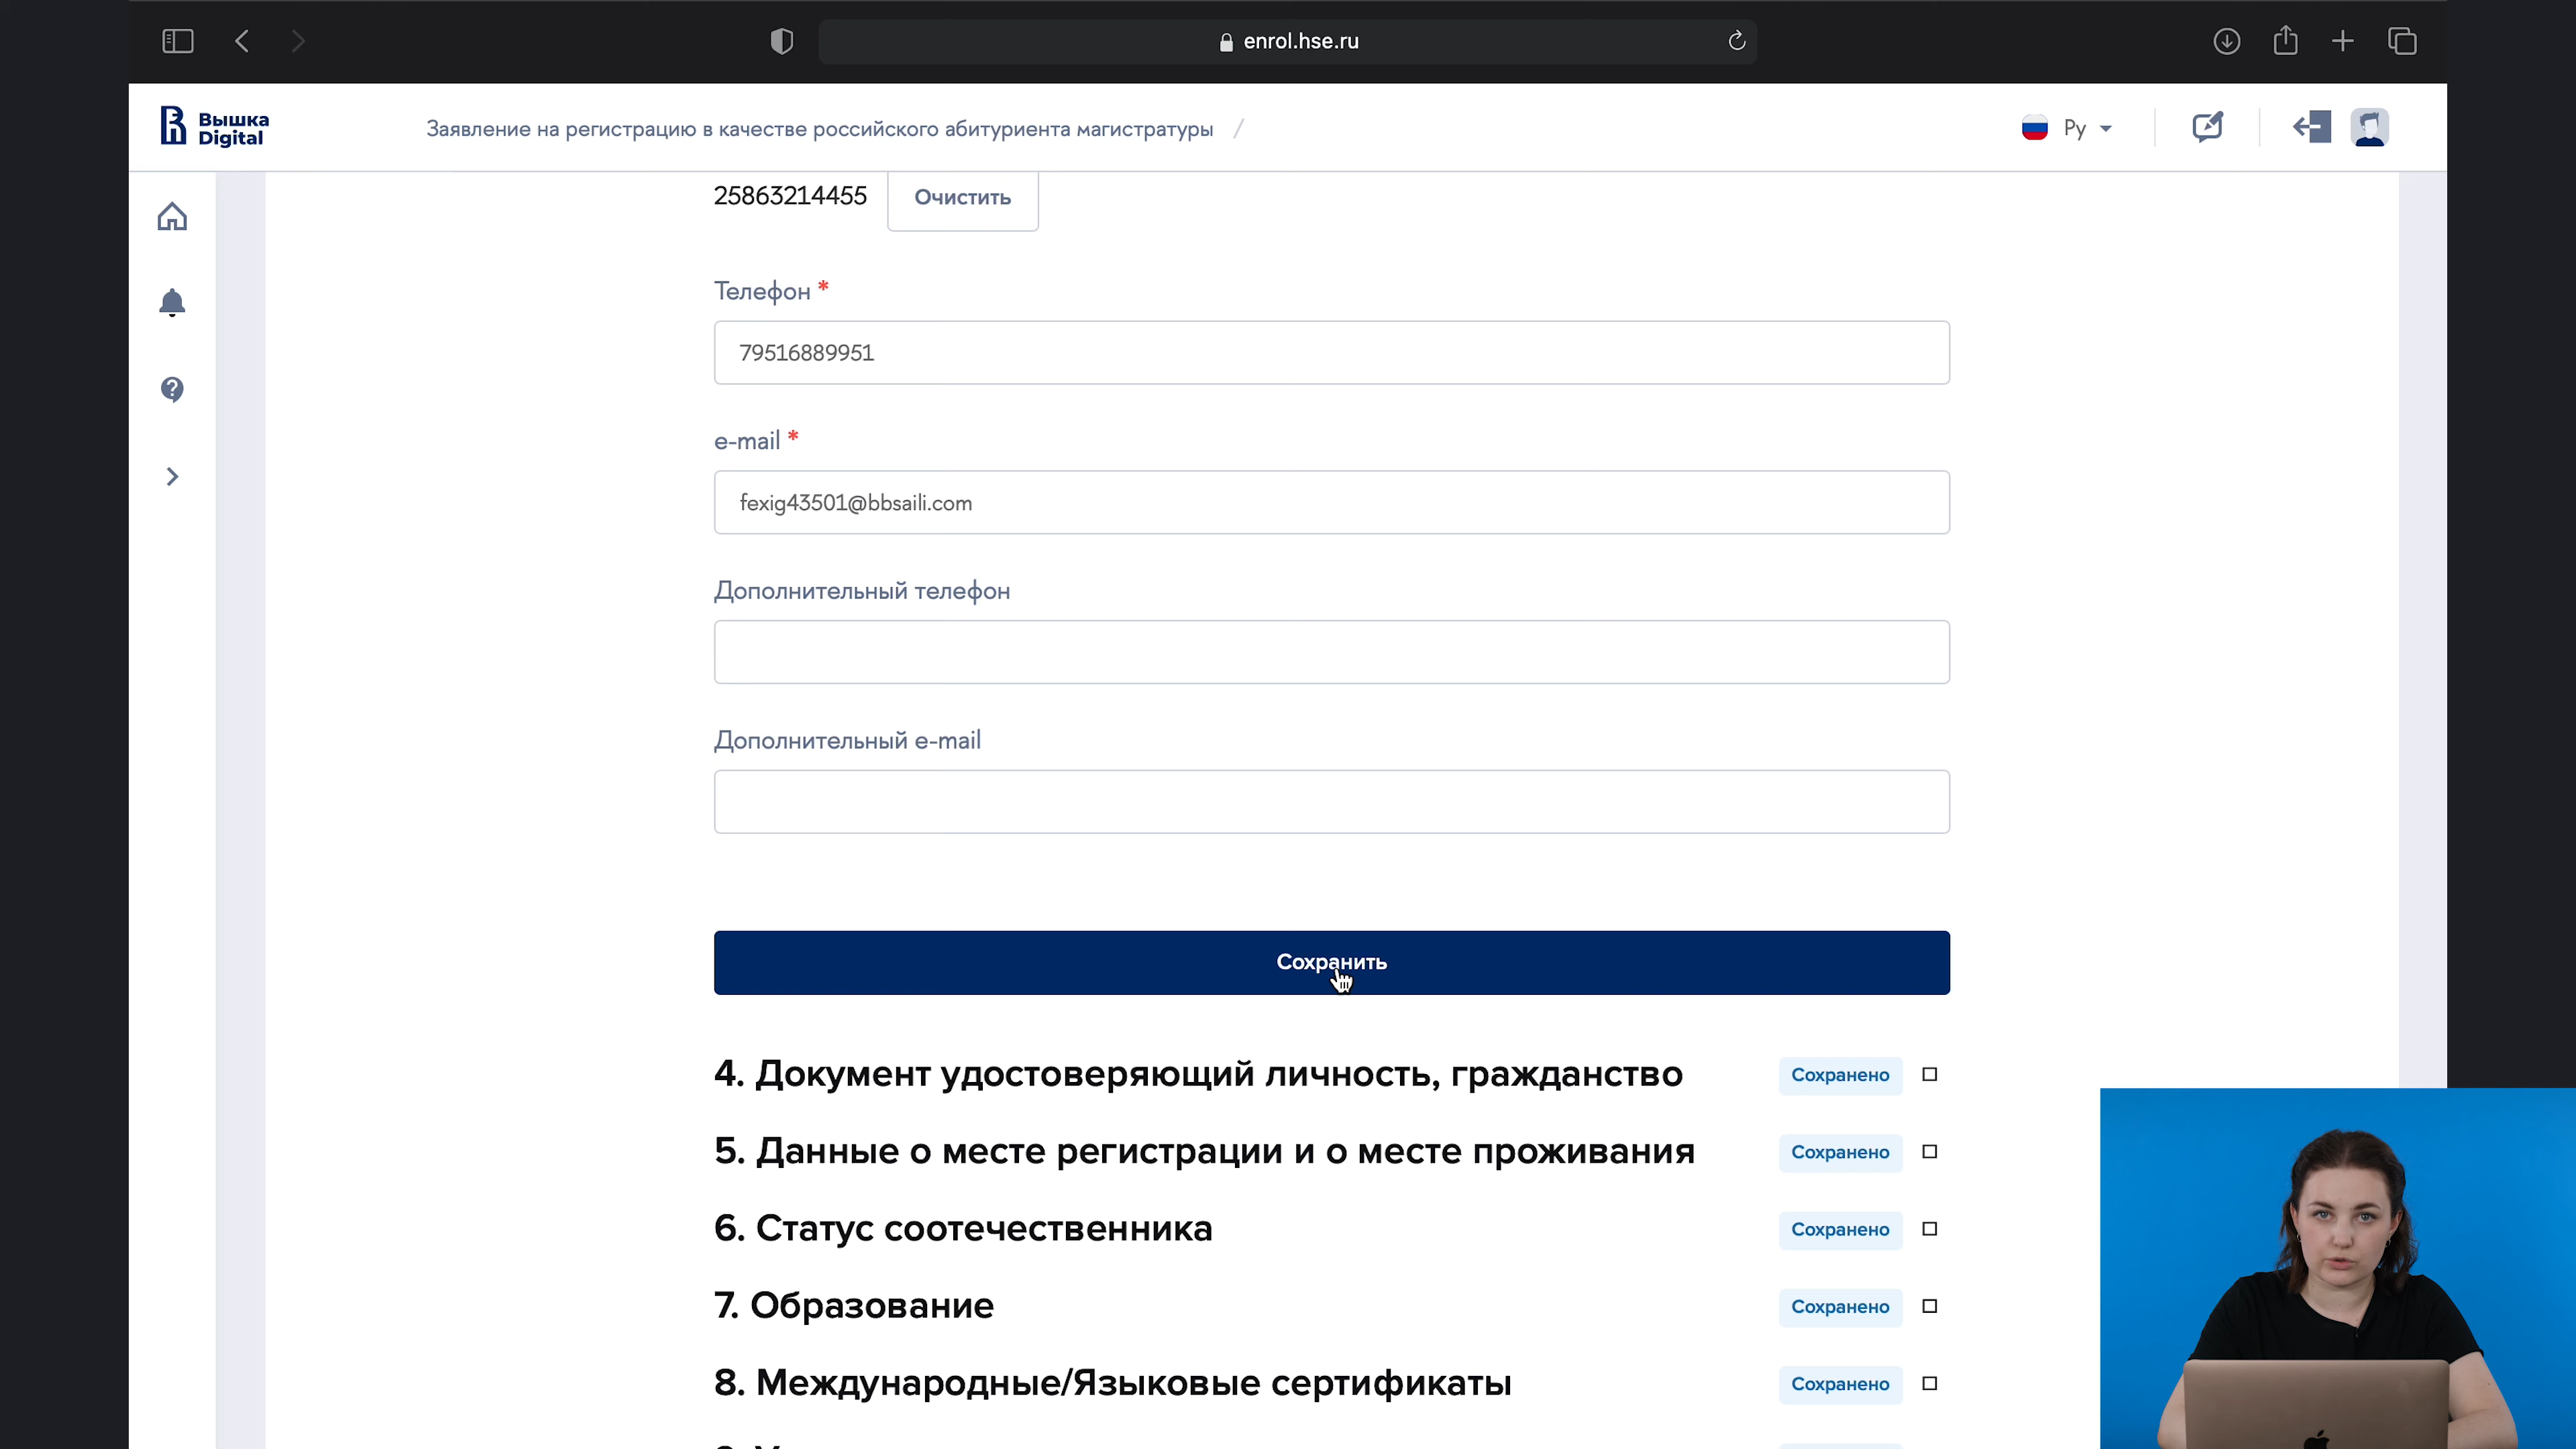 enrol.hse.ru
Вышка
Digital
Заявление на регистрацию в качестве российского абитуриента магистратуры /
Ру
25863214455
Очистить
Телефон *
79516889951
e-mail *
fexig43501@bbsaili.com
Дополнительный телефон
Дополнительный e-mail
Сохранить
4. Документ удостоверяющий личность, гражданство
Сохранено
5. Данные о месте регистрации и о месте проживания
Сохранено
6. Статус соотечественника
Сохранено
7. Образование
Сохранено
8. Международные/Языковые сертификаты
Сохранено